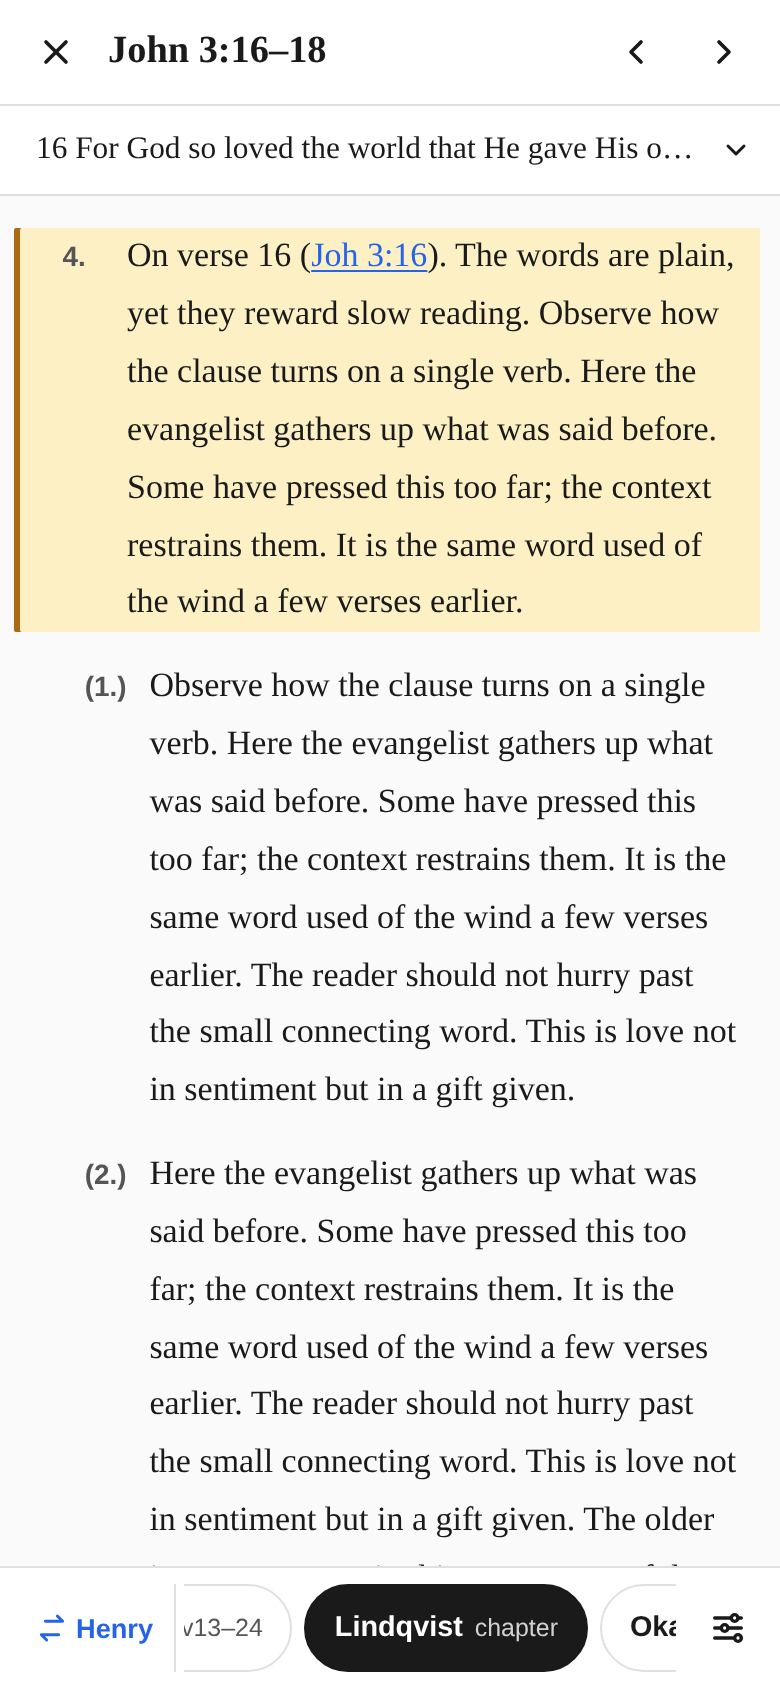 John 3:16–18
16 For God so loved the world that He gave His o…
4. On verse 16 (Joh 3:16). The words are plain,
yet they reward slow reading. Observe how
the clause turns on a single verb. Here the
evangelist gathers up what was said before.
Some have pressed this too far; the context
restrains them. It is the same word used of
the wind a few verses earlier.
(1.) Observe how the clause turns on a single
verb. Here the evangelist gathers up what
was said before. Some have pressed this
too far; the context restrains them. It is the
same word used of the wind a few verses
earlier. The reader should not hurry past
the small connecting word. This is love not
in sentiment but in a gift given.
(2.) Here the evangelist gathers up what was
said before. Some have pressed this too
far; the context restrains them. It is the
same word used of the wind a few verses
earlier. The reader should not hurry past
the small connecting word. This is love not
in sentiment but in a gift given. The older
Henry v13–24 Lindqvist chapter